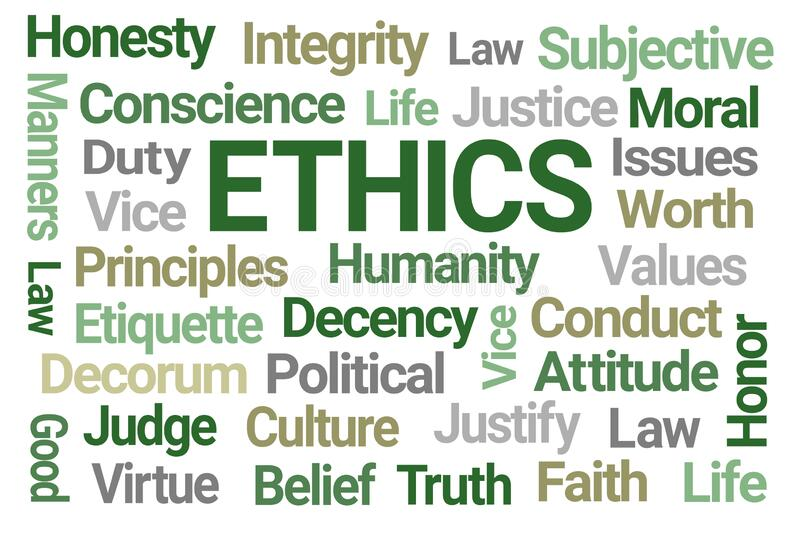 Honesty Integrity Law Subjective
Manners
Conscience Life Justice Moral
Duty ETHICS Issues
Vice Worth
Principles Humanity Values
Law
Etiquette Decency Vice Conduct
Honor
Decorum Political Attitude
Good
Judge Culture Justify Law
Virtue Belief Truth Faith Life